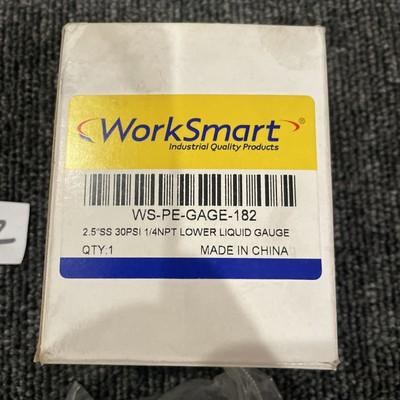 WorkSmart®
Industrial Quality Products
WS-PE-GAGE-182
2.5"SS 30PSI 1/4NPT LOWER LIQUID GAUGE
QTY:1 MADE IN CHINA